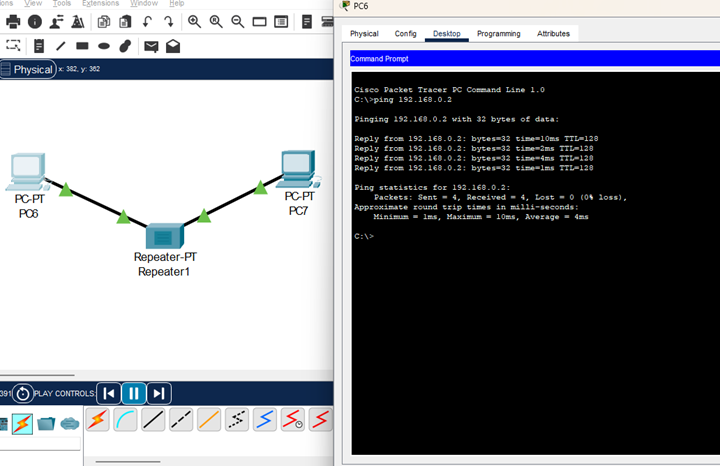 ions View Tools Extensions Window Help
PC6
Physical Config Desktop Programming Attributes
Physical x: 382, y: 362
Command Prompt
Cisco Packet Tracer PC Command Line 1.0
C:\>ping 192.168.0.2
Pinging 192.168.0.2 with 32 bytes of data:
Reply from 192.168.0.2: bytes=32 time=10ms TTL=128
Reply from 192.168.0.2: bytes=32 time=2ms TTL=128
Reply from 192.168.0.2: bytes=32 time=4ms TTL=128
Reply from 192.168.0.2: bytes=32 time=1ms TTL=128
Ping statistics for 192.168.0.2:
Packets: Sent = 4, Received = 4, Lost = 0 (0% loss),
Approximate round trip times in milli-seconds:
Minimum = 1ms, Maximum = 10ms, Average = 4ms
C:\>
PC-PT
PC6
PC-PT
PC7
Repeater-PT
Repeater1
391 PLAY CONTROLS: